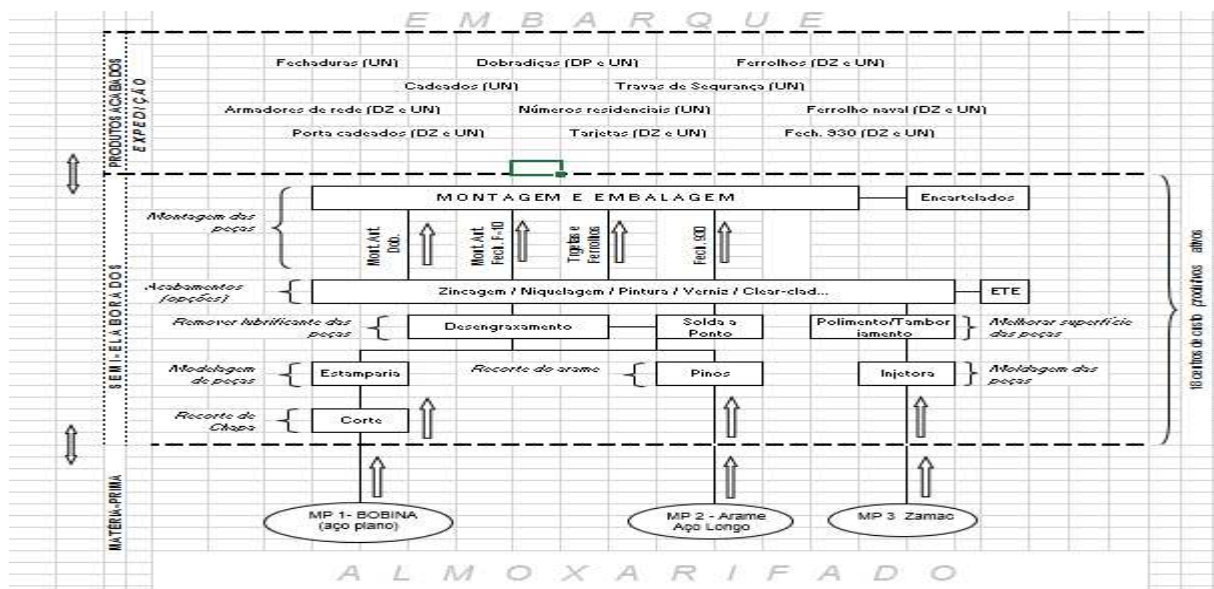 EMBARQUE
PRODUTOS ACABADOS
EXPEDIÇÃO
Fechaduras (UN) Dobradiças (DP e UN) Ferrolhos (DZ e UN)
Cadeados (UN) Travas de Segurança (UN)
Armadores de rede (DZ e UN) Números residenciais (UN) Ferrolho naval (DZ e UN)
Porta cadeados (DZ e UN) Tarjetas (DZ e UN) Fech. 930 (DZ e UN)
SEMI-ELABORADOS
MONTAGEM E EMBALAGEM
Encartelados
Montagem das
peças
Mont. Aut.
Dob.
Mont. Aut.
Fech. F-10
Ferrolhos
Fech. 930
Acabamentos
(opções)
Zincagem / Niquelagem / Pintura / Verniz / Clear-clad...
ETE
Remover lubrificante das
peças
Desengraxamento
Solda a
Ponto
Polimento/Tambor
iamento
Melhorar superfície
das peças
Modelagem
de peças
Estamparia
Recorte do arame
Pinos
Injetora
Moldagem das
peças
Recorte de
Chapa
Corte
18 centros de custo produtivos ativos
MATÉRIA-PRIMA
MP 1- BOBINA
(aço plano)
MP 2 - Arame
Aço Longo
MP 3 Zamac
ALMOXARIFADO